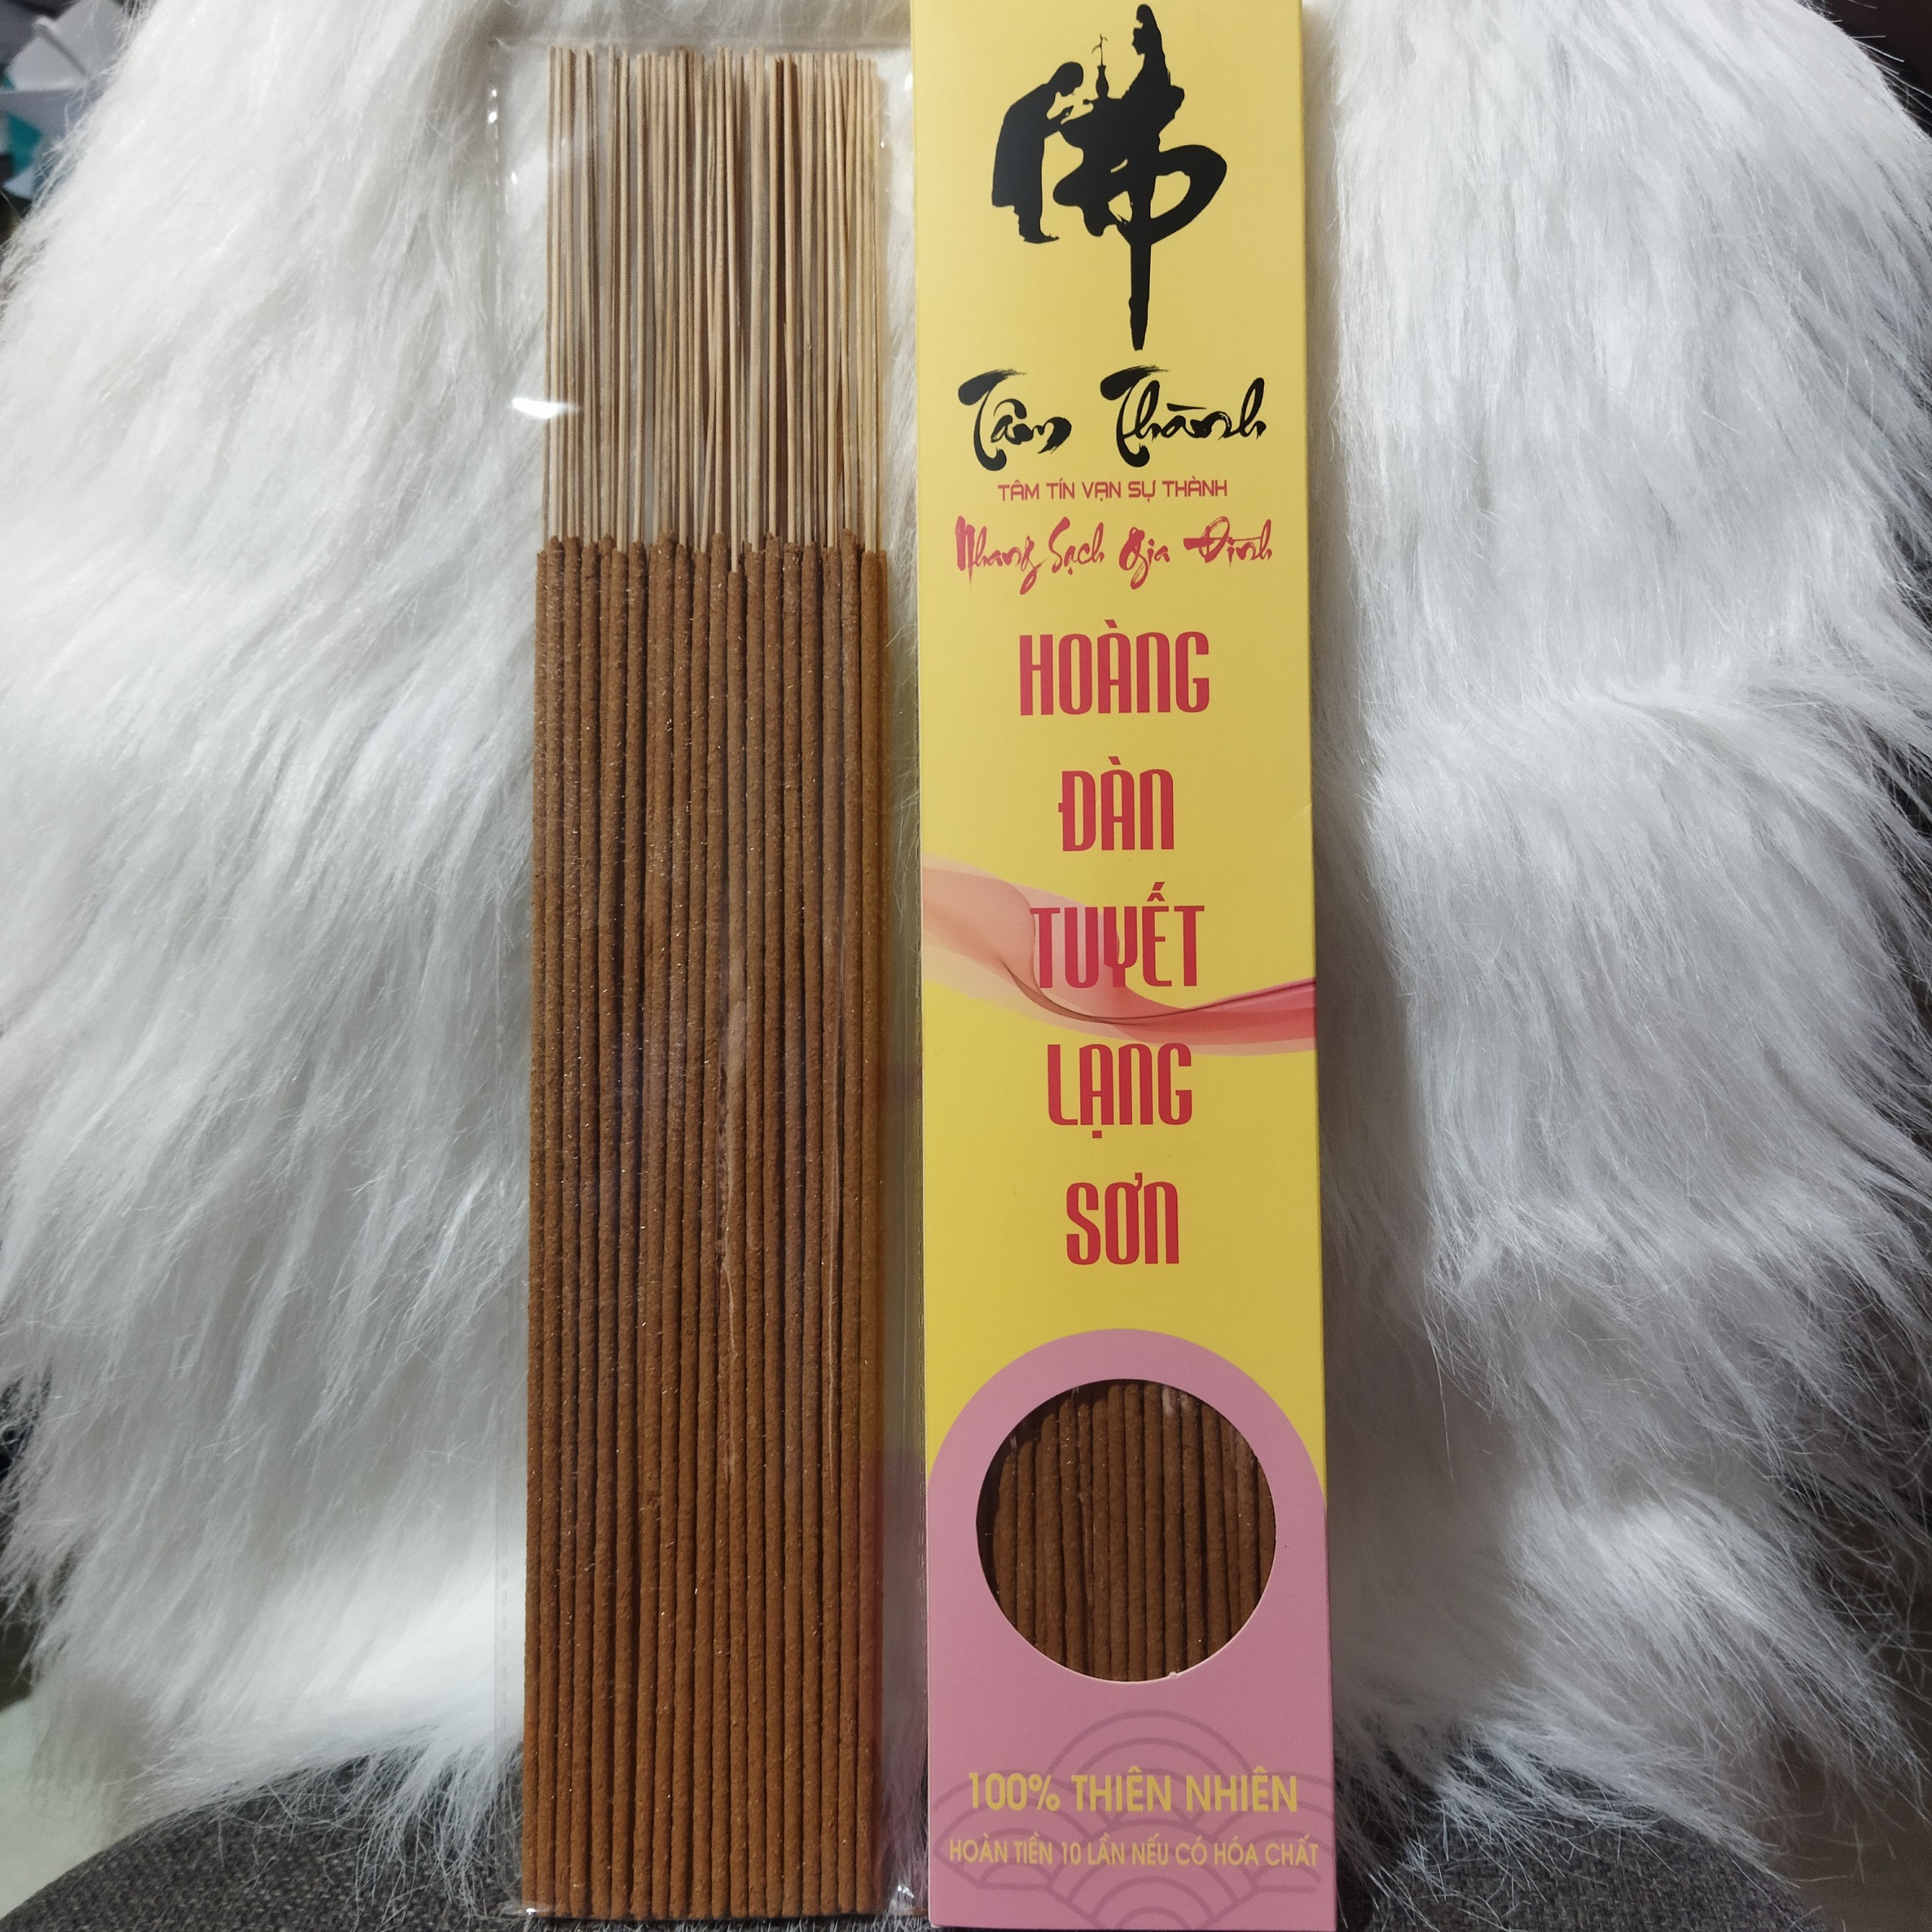 佛
Tâm Thành
TÂM TÍN VẠN SỰ THÀNH
Nhang Sạch Gia Đình
HOÀNG
ĐÀN
TUYẾT
LẠNG
SƠN
100% THIÊN NHIÊN
HOÀN TIỀN 10 LẦN NẾU CÓ HÓA CHẤT